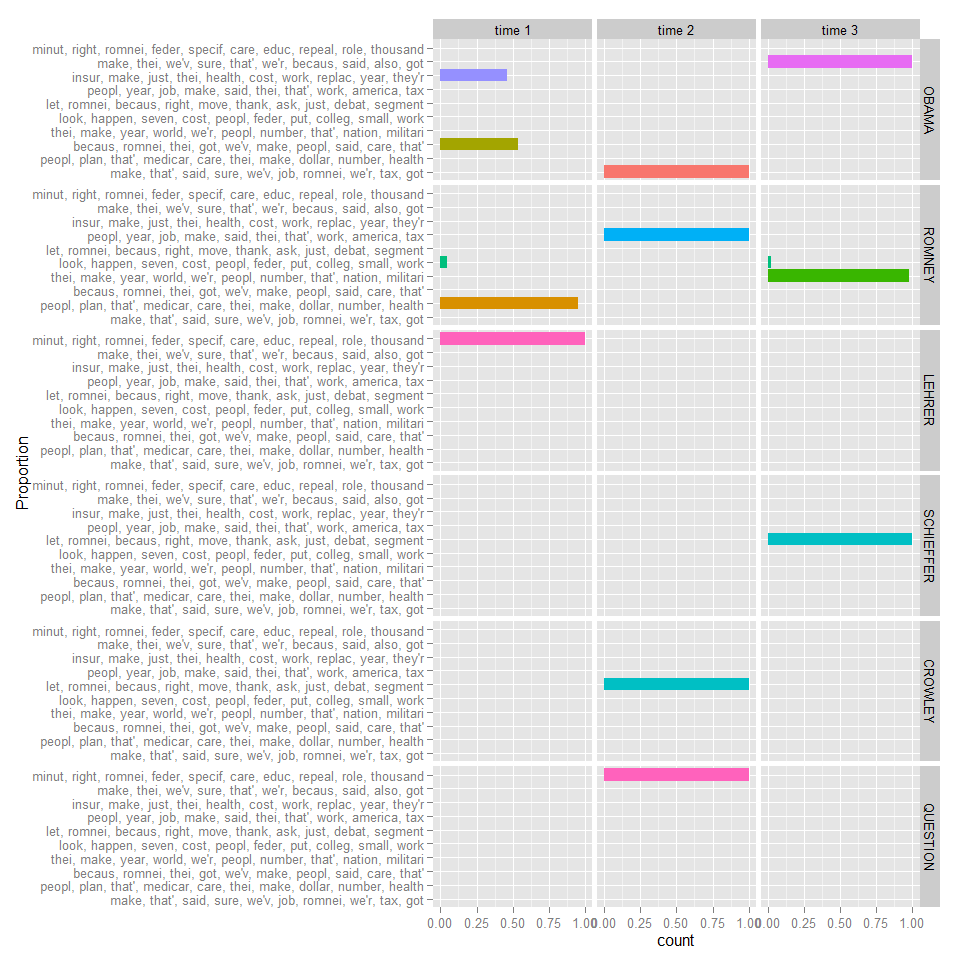 time 1 time 2 time 3
minut, right, romnei, feder, specif, care, educ, repeal, role, thousand
make, thei, we'v, sure, that', we'r, becaus, said, also, got
insur, make, just, thei, health, cost, work, replac, year, they'r
peopl, year, job, make, said, thei, that', work, america, tax
let, romnei, becaus, right, move, thank, ask, just, debat, segment
look, happen, seven, cost, peopl, feder, put, colleg, small, work
thei, make, year, world, we'r, peopl, number, that', nation, militari
becaus, romnei, thei, got, we'v, make, peopl, said, care, that'
peopl, plan, that', medicar, care, thei, make, dollar, number, health
make, that', said, sure, we'v, job, romnei, we'r, tax, got
OBAMA
minut, right, romnei, feder, specif, care, educ, repeal, role, thousand
make, thei, we'v, sure, that', we'r, becaus, said, also, got
insur, make, just, thei, health, cost, work, replac, year, they'r
peopl, year, job, make, said, thei, that', work, america, tax
let, romnei, becaus, right, move, thank, ask, just, debat, segment
look, happen, seven, cost, peopl, feder, put, colleg, small, work
thei, make, year, world, we'r, peopl, number, that', nation, militari
becaus, romnei, thei, got, we'v, make, peopl, said, care, that'
peopl, plan, that', medicar, care, thei, make, dollar, number, health
make, that', said, sure, we'v, job, romnei, we'r, tax, got
ROMNEY
minut, right, romnei, feder, specif, care, educ, repeal, role, thousand
make, thei, we'v, sure, that', we'r, becaus, said, also, got
insur, make, just, thei, health, cost, work, replac, year, they'r
peopl, year, job, make, said, thei, that', work, america, tax
let, romnei, becaus, right, move, thank, ask, just, debat, segment
look, happen, seven, cost, peopl, feder, put, colleg, small, work
thei, make, year, world, we'r, peopl, number, that', nation, militari
becaus, romnei, thei, got, we'v, make, peopl, said, care, that'
peopl, plan, that', medicar, care, thei, make, dollar, number, health
make, that', said, sure, we'v, job, romnei, we'r, tax, got
LEHRER
Proportion
minut, right, romnei, feder, specif, care, educ, repeal, role, thousand
make, thei, we'v, sure, that', we'r, becaus, said, also, got
insur, make, just, thei, health, cost, work, replac, year, they'r
peopl, year, job, make, said, thei, that', work, america, tax
let, romnei, becaus, right, move, thank, ask, just, debat, segment
look, happen, seven, cost, peopl, feder, put, colleg, small, work
thei, make, year, world, we'r, peopl, number, that', nation, militari
becaus, romnei, thei, got, we'v, make, peopl, said, care, that'
peopl, plan, that', medicar, care, thei, make, dollar, number, health
make, that', said, sure, we'v, job, romnei, we'r, tax, got
SCHIEFFER
minut, right, romnei, feder, specif, care, educ, repeal, role, thousand
make, thei, we'v, sure, that', we'r, becaus, said, also, got
insur, make, just, thei, health, cost, work, replac, year, they'r
peopl, year, job, make, said, thei, that', work, america, tax
let, romnei, becaus, right, move, thank, ask, just, debat, segment
look, happen, seven, cost, peopl, feder, put, colleg, small, work
thei, make, year, world, we'r, peopl, number, that', nation, militari
becaus, romnei, thei, got, we'v, make, peopl, said, care, that'
peopl, plan, that', medicar, care, thei, make, dollar, number, health
make, that', said, sure, we'v, job, romnei, we'r, tax, got
CROWLEY
minut, right, romnei, feder, specif, care, educ, repeal, role, thousand
make, thei, we'v, sure, that', we'r, becaus, said, also, got
insur, make, just, thei, health, cost, work, replac, year, they'r
peopl, year, job, make, said, thei, that', work, america, tax
let, romnei, becaus, right, move, thank, ask, just, debat, segment
look, happen, seven, cost, peopl, feder, put, colleg, small, work
thei, make, year, world, we'r, peopl, number, that', nation, militari
becaus, romnei, thei, got, we'v, make, peopl, said, care, that'
peopl, plan, that', medicar, care, thei, make, dollar, number, health
make, that', said, sure, we'v, job, romnei, we'r, tax, got
QUESTION
0.00 0.25 0.50 0.75 1.00 0.00 0.25 0.50 0.75 1.00 0.00 0.25 0.50 0.75 1.00
count